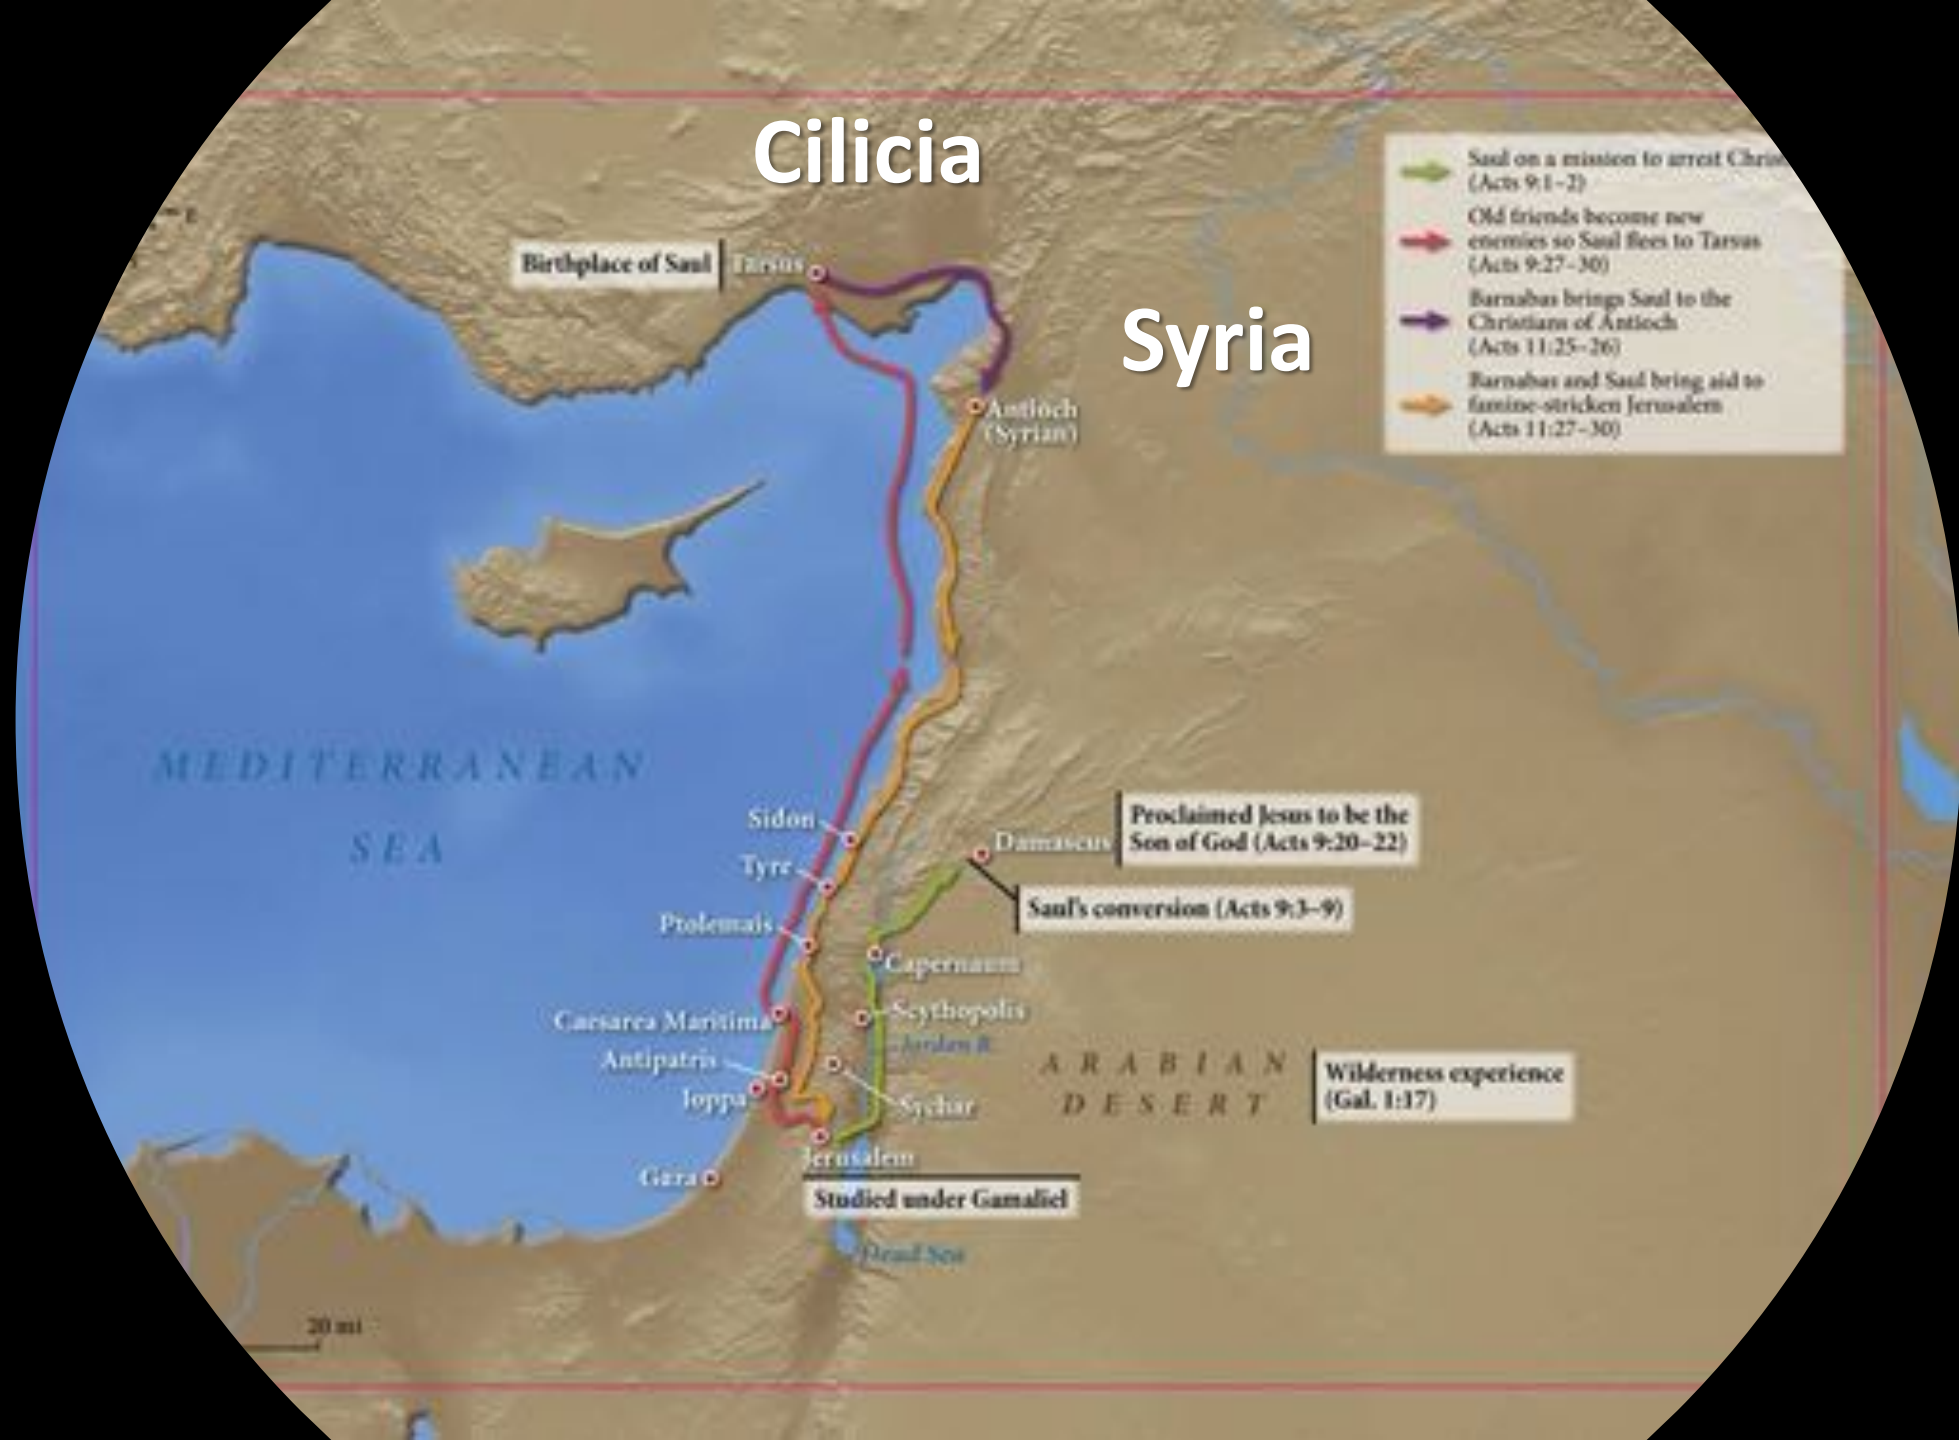 Cilicia
Saul on a mission to arrest
(Acts 9:1–2)
Old friends become new
enemies so Saul flees to Tarsus
(Acts 9:27–30)
Barnabas brings Saul to the
Christians of Antioch
(Acts 11:25–26)
Barnabas and Saul bring aid to
famine-stricken Jerusalem
(Acts 11:27–30)
Birthplace of Saul
Tarsus
Syria
Antioch
(Syrian)
MEDITERRANEAN
SEA
Sidon
Tyre
Ptolemais
Damascus
Proclaimed Jesus to be the
Son of God (Acts 9:20–22)
Saul's conversion (Acts 9:3–9)
Capernaum
Scythopolis
Jordan R.
Caesarea Maritima
Antipatris
Joppa
Sychar
ARABIAN
DESERT
Wilderness experience
(Gal. 1:17)
Jerusalem
Gaza
Studied under Gamaliel
Dead Sea
20 mi